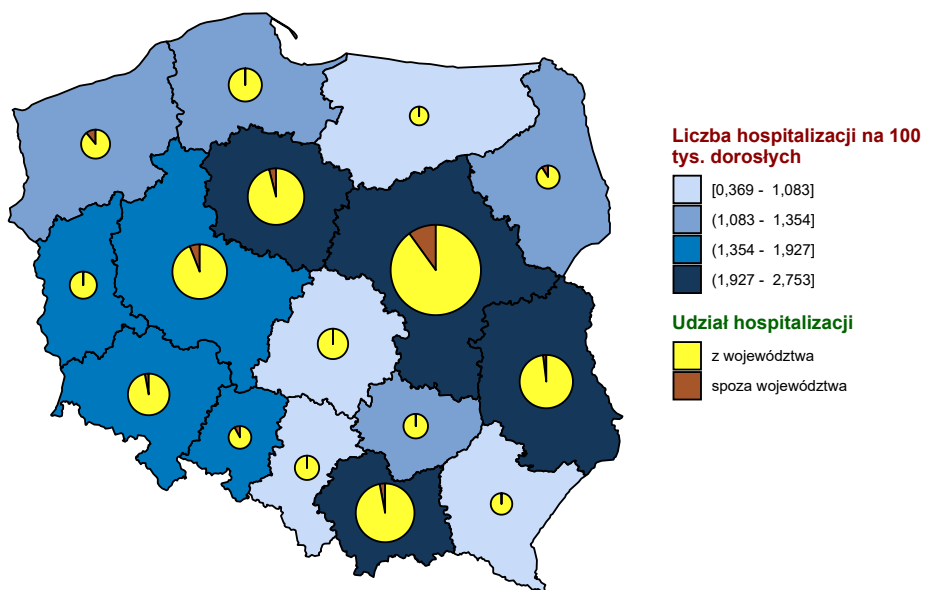 Liczba hospitalizacji na 100
tys. dorosłych
[0,369 - 1,083]
(1,083 - 1,354]
(1,354 - 1,927]
(1,927 - 2,753]
Udział hospitalizacji
z województwa
spoza województwa